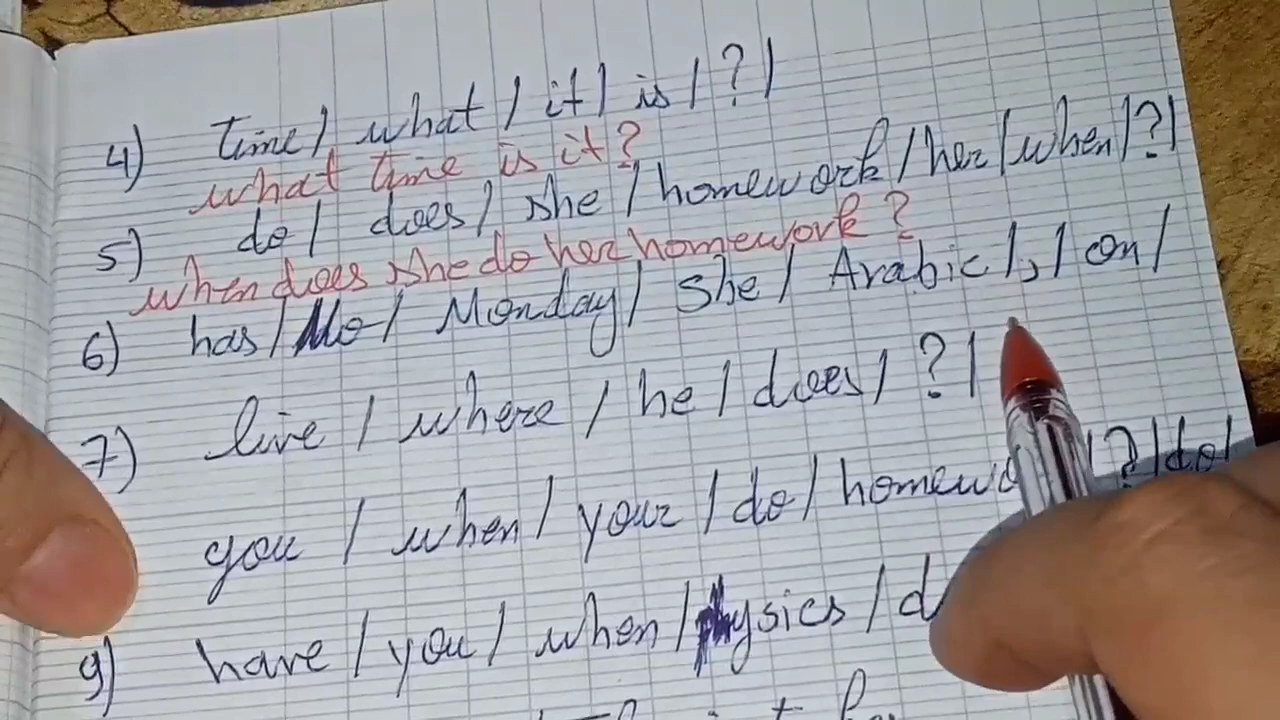 4) time / what / it / is / ? /
what time is it ?
5) do / does / she / homework / her / when / ? /
when does she do her homework ?
6) has / / Monday / she / Arabic / , / on /
7) live / where / he / does / ? /
you / when / your / do / / ? / do /
9) have / you / when / physics /